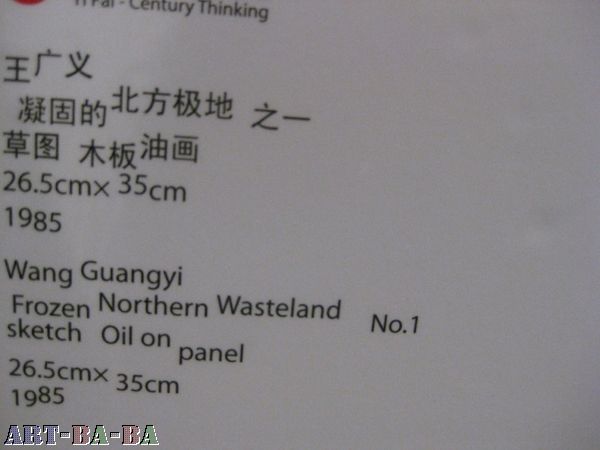 Yi Pai - Century Thinking
王广义
凝固的北方极地 之一
草图 木板油画
26.5cm× 35cm
1985
Wang Guangyi
Frozen Northern Wasteland No.1
sketch Oil on panel
26.5cm× 35cm
1985
ART-BA-BA